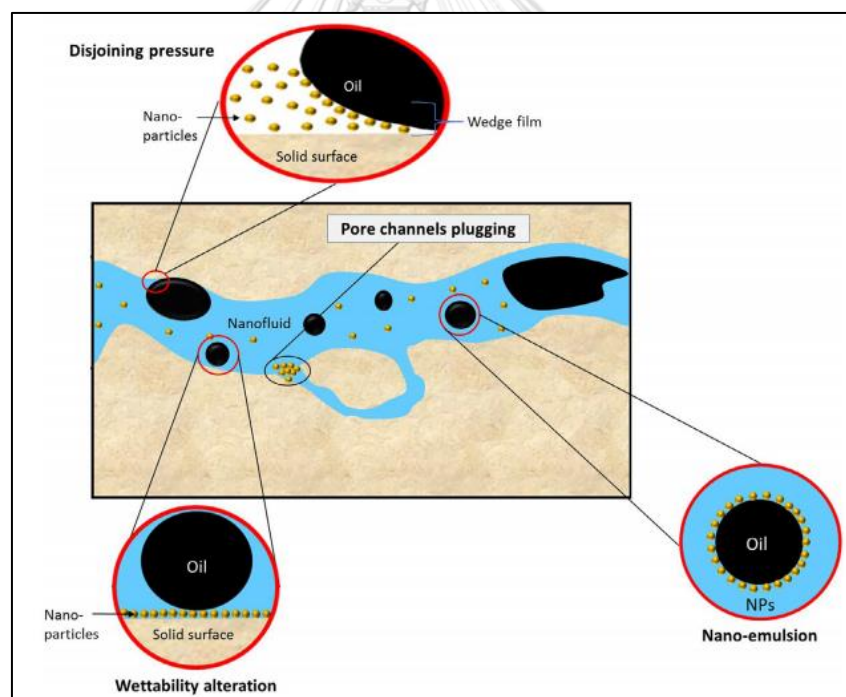 Disjoining pressure
Oil
Nano-
particles
Wedge film
Solid surface
Pore channels plugging
Nanofluid
Oil
Nano-
particles
Solid surface
Wettability alteration
Oil
NPs
Nano-emulsion